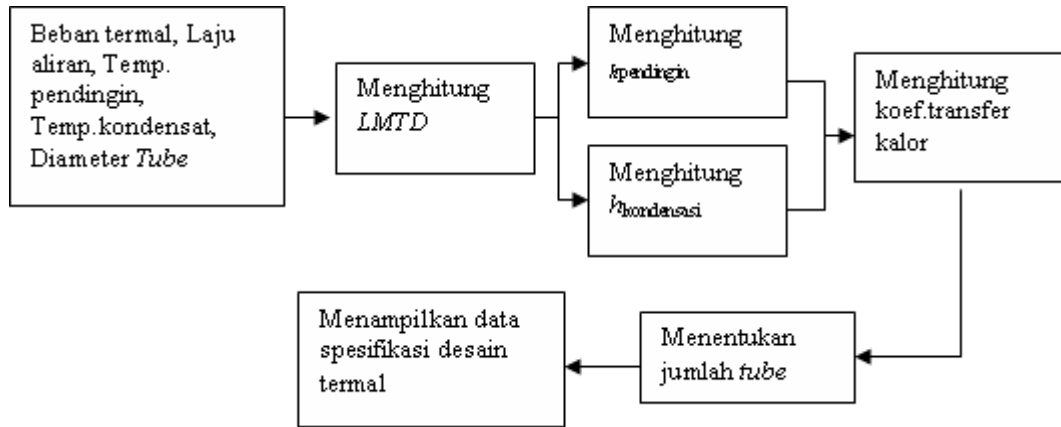 Beban termal, Laju
aliran, Temp.
pendingin,
Temp.kondensat,
Diameter Tube
Menghitung
LMTD
Menghitung
hpendingin
Menghitung
hkondensasi
Menghitung
koef.transfer
kalor
Menentukan
jumlah tube
Menampilkan data
spesifikasi desain
termal